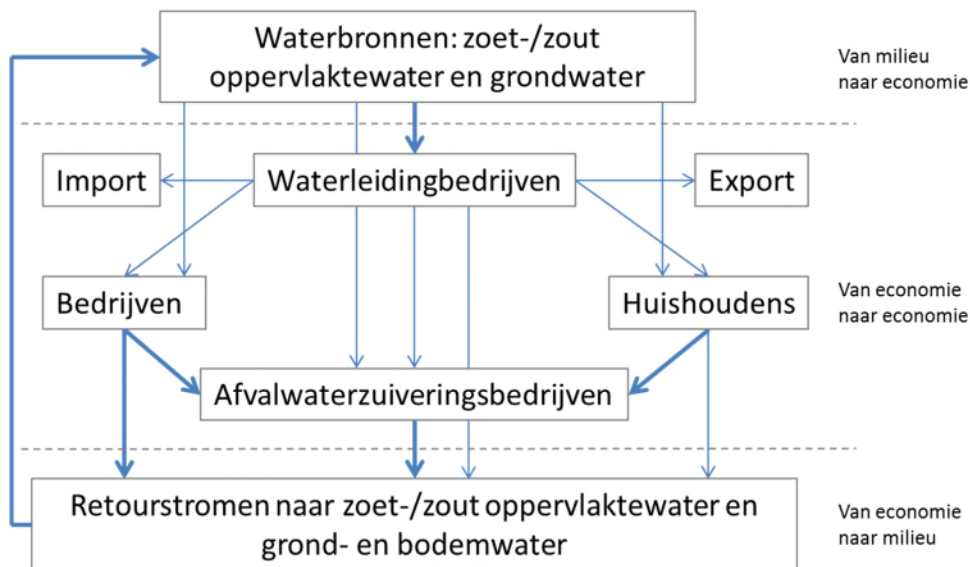 Waterbronnen: zoet-/zout
oppervlaktewater en grondwater
Van milieu
naar economie
Import
Waterleidingbedrijven
Export
Bedrijven
Huishoudens
Van economie
naar economie
Afvalwaterzuiveringsbedrijven
Retourstromen naar zoet-/zout oppervlaktewater en
grond- en bodemwater
Van economie
naar milieu